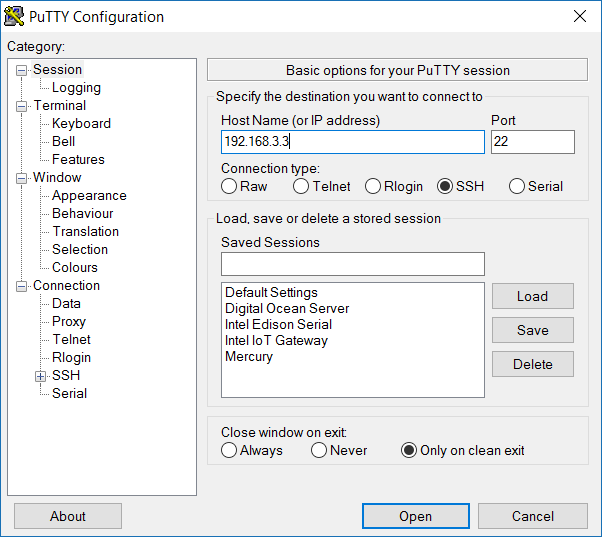 PuTTY Configuration
Category:
Session
Logging
Terminal
Keyboard
Bell
Features
Window
Appearance
Behaviour
Translation
Selection
Colours
Connection
Data
Proxy
Telnet
Rlogin
SSH
Serial
Basic options for your PuTTY session
Specify the destination you want to connect to
Host Name (or IP address) Port
192.168.3.3 22
Connection type:
Raw Telnet Rlogin SSH Serial
Load, save or delete a stored session
Saved Sessions
Default Settings
Digital Ocean Server
Intel Edison Serial
Intel IoT Gateway
Mercury
Load
Save
Delete
Close window on exit:
Always Never Only on clean exit
About Open Cancel